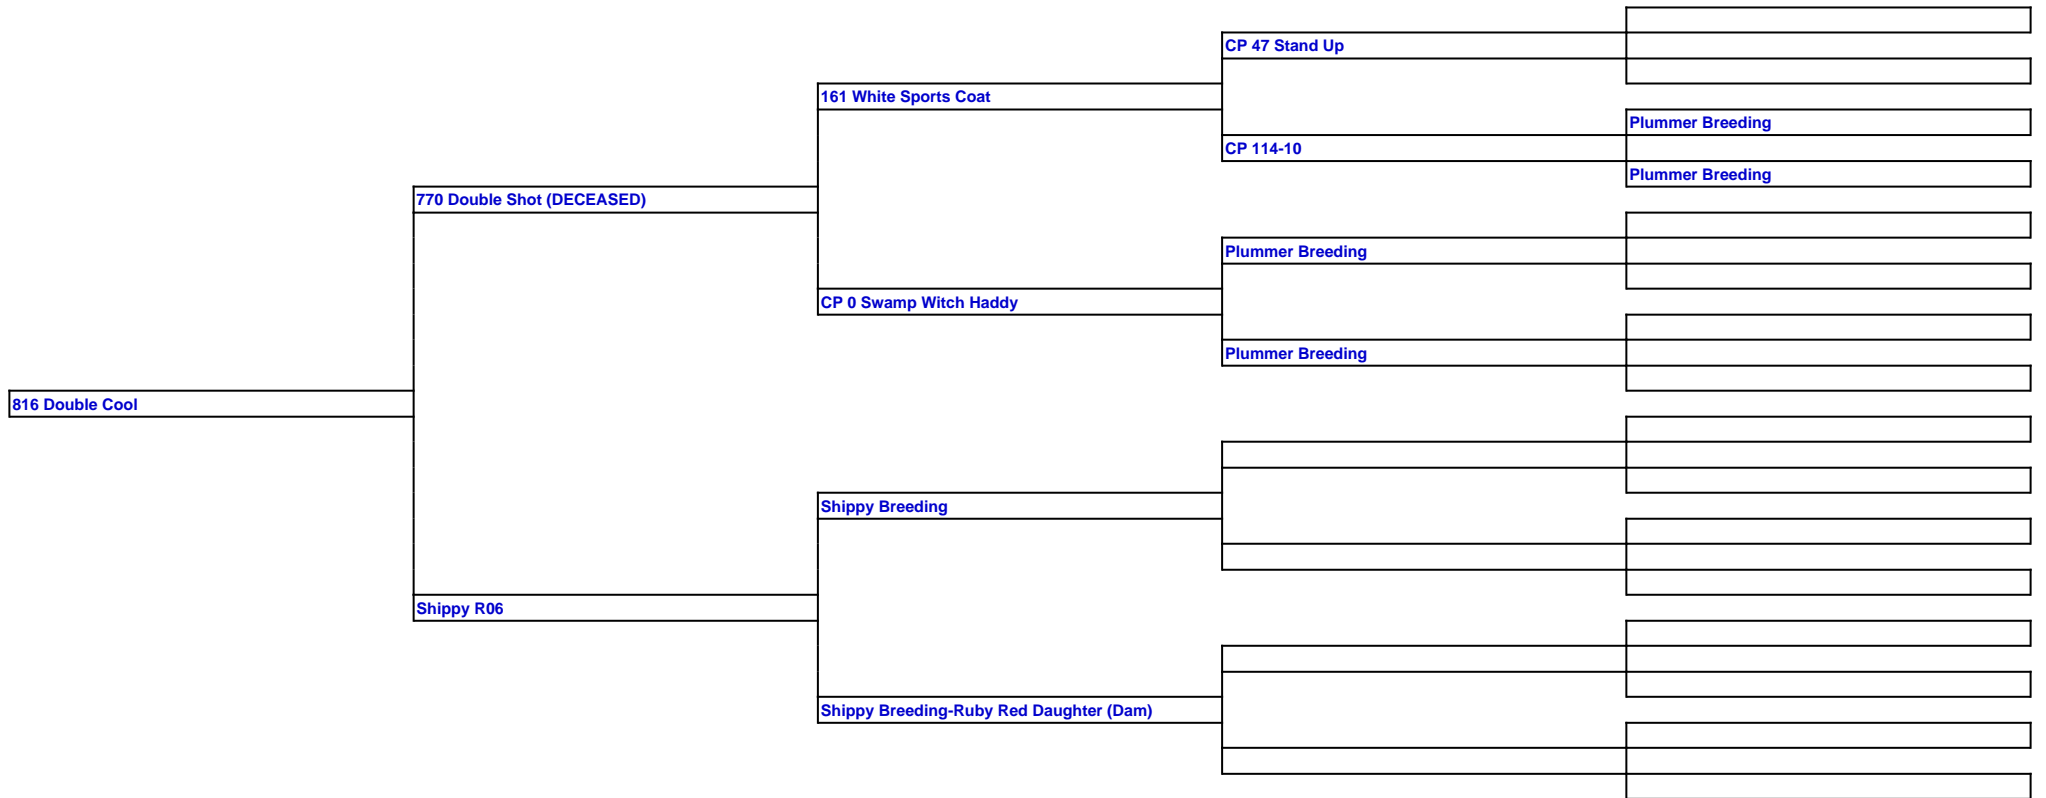 CP 47 Stand Up
161 White Sports Coat
Plummer Breeding
CP 114-10
Plummer Breeding
770 Double Shot (DECEASED)
Plummer Breeding
CP 0 Swamp Witch Haddy
Plummer Breeding
816 Double Cool
Shippy Breeding
Shippy R06
Shippy Breeding-Ruby Red Daughter (Dam)